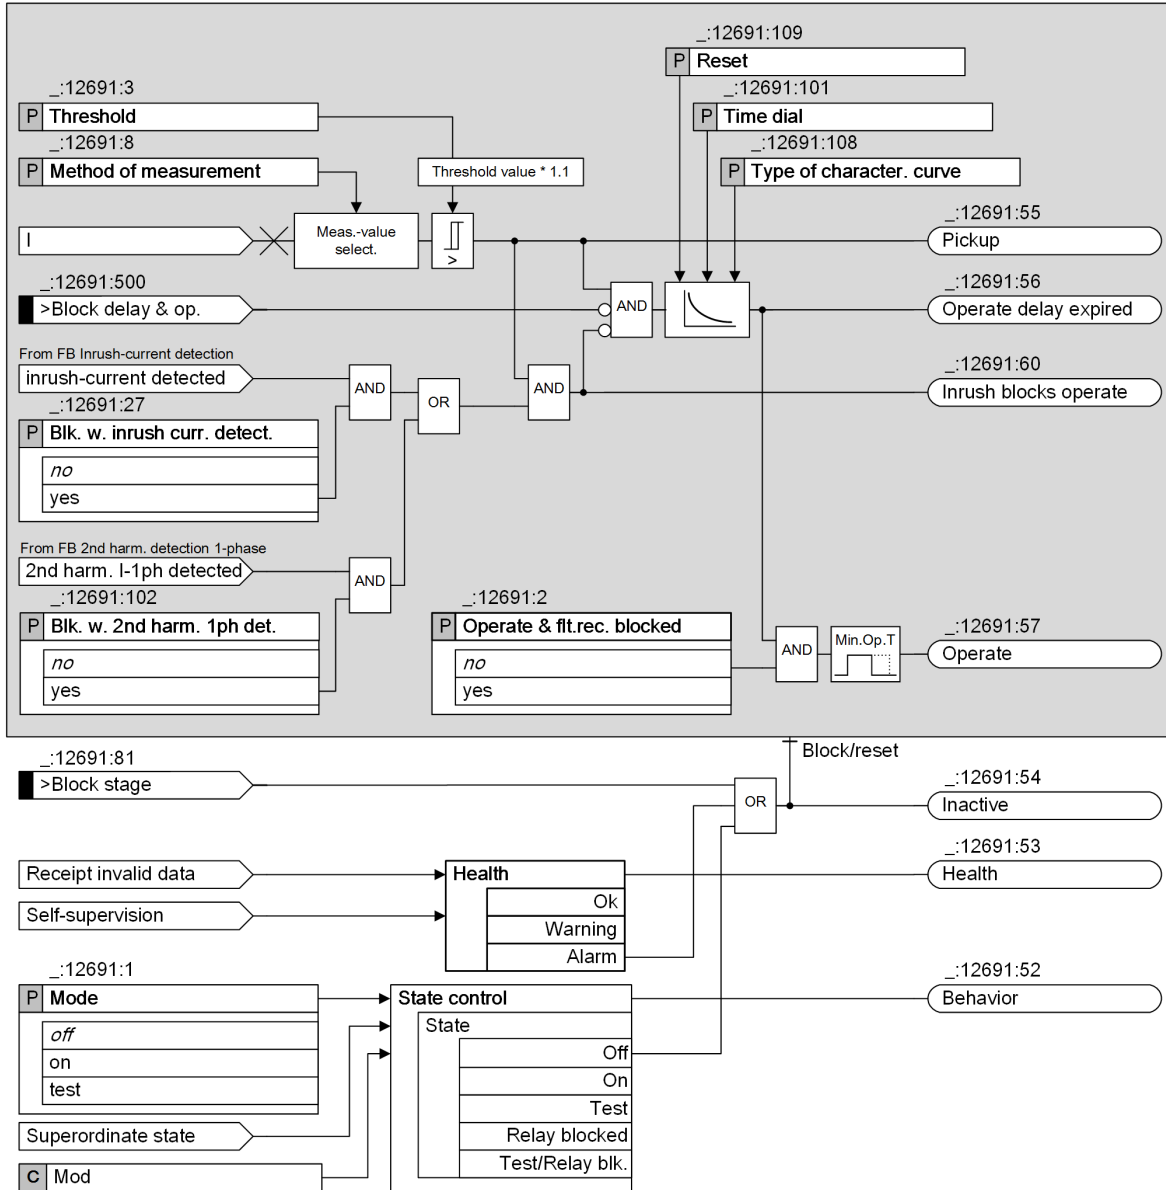 _:12691:109
P Reset
_:12691:3
_:12691:101
P Threshold
P Time dial
_:12691:8
_:12691:108
P Method of measurement
Threshold value * 1.1
P Type of character. curve
_:12691:55
I
Meas.-value
select.
>
Pickup
_:12691:500
_:12691:56
>Block delay & op.
AND
Operate delay expired
From FB Inrush-current detection
_:12691:60
inrush-current detected
AND
AND
Inrush blocks operate
OR
_:12691:27
P Blk. w. inrush curr. detect.
no
yes
From FB 2nd harm. detection 1-phase
2nd harm. I-1ph detected
AND
_:12691:102
_:12691:2
P Blk. w. 2nd harm. 1ph det.
no
yes
P Operate & flt.rec. blocked
no
yes
AND
Min.Op.T
_:12691:57
Operate
Block/reset
_:12691:81
>Block stage
OR
_:12691:54
Inactive
_:12691:53
Receipt invalid data
Health
Health
Self-supervision
Ok
Warning
Alarm
_:12691:1
_:12691:52
P Mode
off
on
test
State control
Behavior
State
Off
On
Test
Relay blocked
Test/Relay blk.
Superordinate state
C Mod